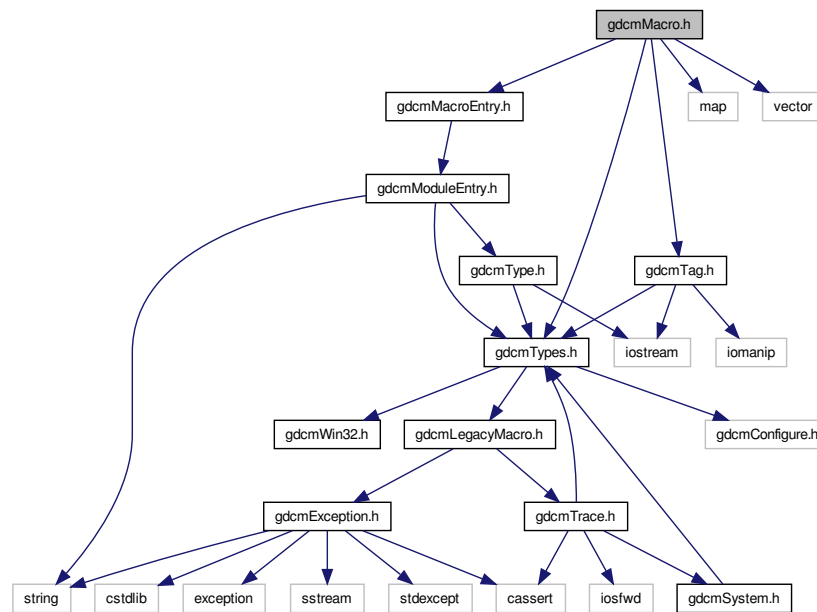 gdcmMacro.h
gdcmMacroEntry.h
map
vector
gdcmModuleEntry.h
gdcmType.h
gdcmTag.h
gdcmTypes.h
iostream
iomanip
gdcmWin32.h
gdcmLegacyMacro.h
gdcmConfigure.h
gdcmException.h
gdcmTrace.h
string
cstdlib
exception
sstream
stdexcept
cassert
iosfwd
gdcmSystem.h